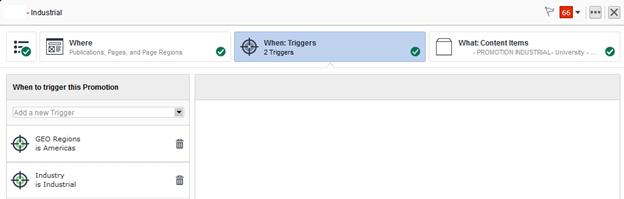 - Industrial
66
Where
Publications, Pages, and Page Regions
When: Triggers
2 Triggers
What: Content Items
- PROMOTION INDUSTRIAL- University - ...
When to trigger this Promotion
Add a new Trigger
GEO Regions
is Americas
Industry
is Industrial